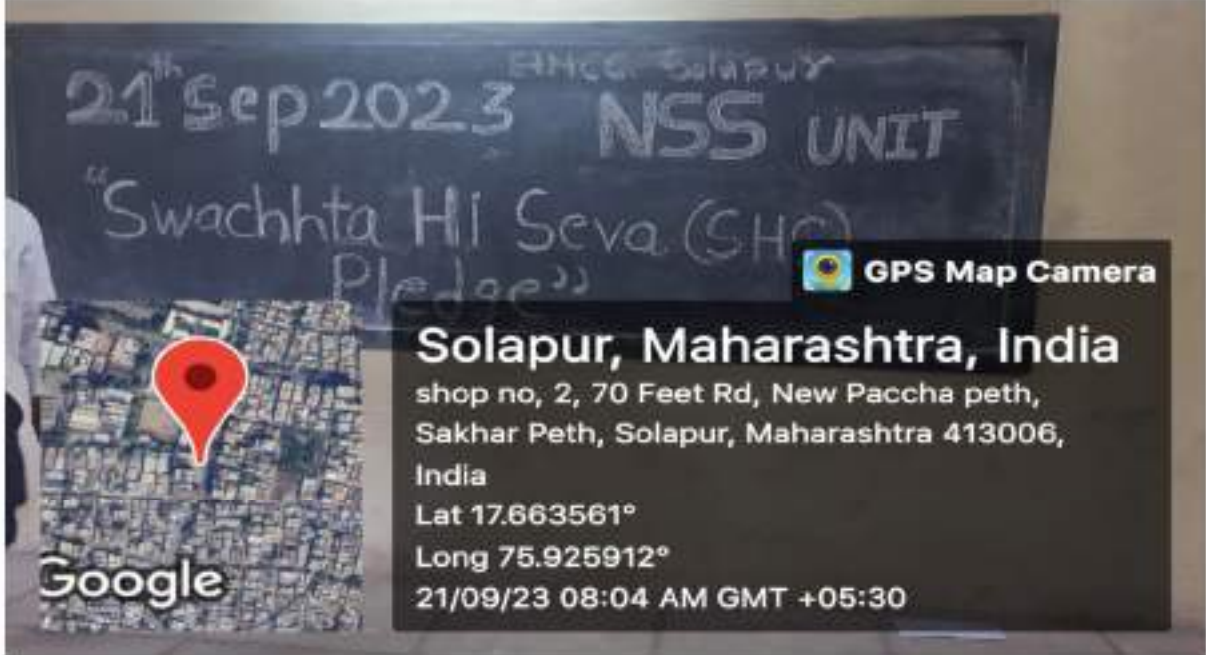 HHCC Solapur
21th Sep 2023 NSS UNIT
"Swachhta Hi Seva (SHS)
Pledge"
GPS Map Camera
Solapur, Maharashtra, India
shop no, 2, 70 Feet Rd, New Paccha peth,
Sakhar Peth, Solapur, Maharashtra 413006,
India
Lat 17.663561°
Long 75.925912°
21/09/23 08:04 AM GMT +05:30
Google